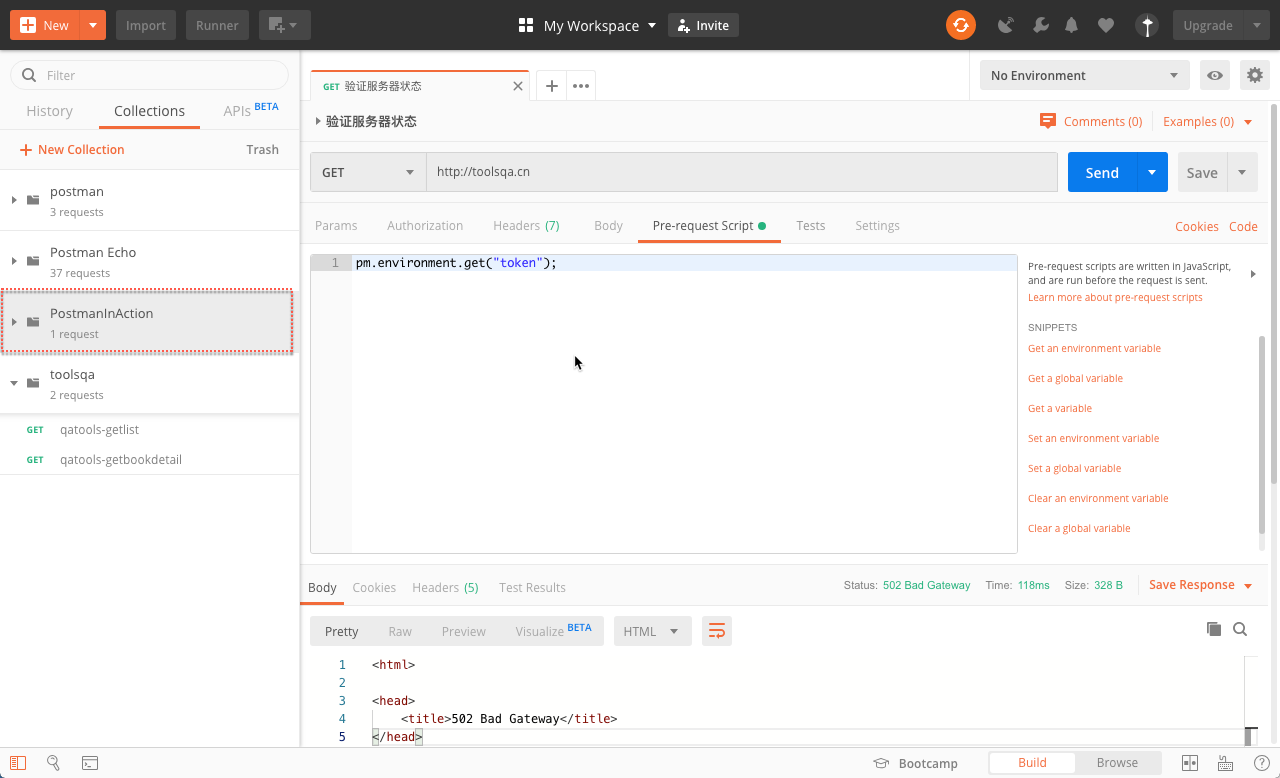 New
Import
Runner
My Workspace
Invite
Upgrade
Filter
History
Collections
APIs BETA
New Collection
Trash
postman
3 requests
Postman Echo
37 requests
PostmanInAction
1 request
toolsqa
2 requests
GET qatools-getlist
GET qatools-getbookdetail
GET 验证服务器状态
No Environment
验证服务器状态
Comments (0)
Examples (0)
GET
http://toolsqa.cn
Send
Save
Params
Authorization
Headers (7)
Body
Pre-request Script
Tests
Settings
Cookies
Code
1 pm.environment.get("token");
Pre-request scripts are written in JavaScript,
and are run before the request is sent.
Learn more about pre-request scripts
SNIPPETS
Get an environment variable
Get a global variable
Get a variable
Set an environment variable
Set a global variable
Clear an environment variable
Clear a global variable
Body
Cookies
Headers (5)
Test Results
Status: 502 Bad Gateway
Time: 118ms
Size: 328 B
Save Response
Pretty
Raw
Preview
Visualize BETA
HTML
1 <html>
2
3 <head>
4 <title>502 Bad Gateway</title>
5 </head>
Bootcamp
Build
Browse